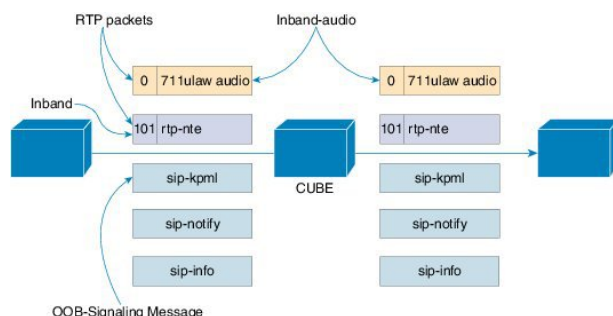 RTP packets
Inband-audio
0 711ulaw audio
0 711ulaw audio
Inband
101 rtp-nte
101 rtp-nte
sip-kpml
CUBE
sip-kpml
sip-notify
sip-notify
sip-info
sip-info
OOB-Signaling Message